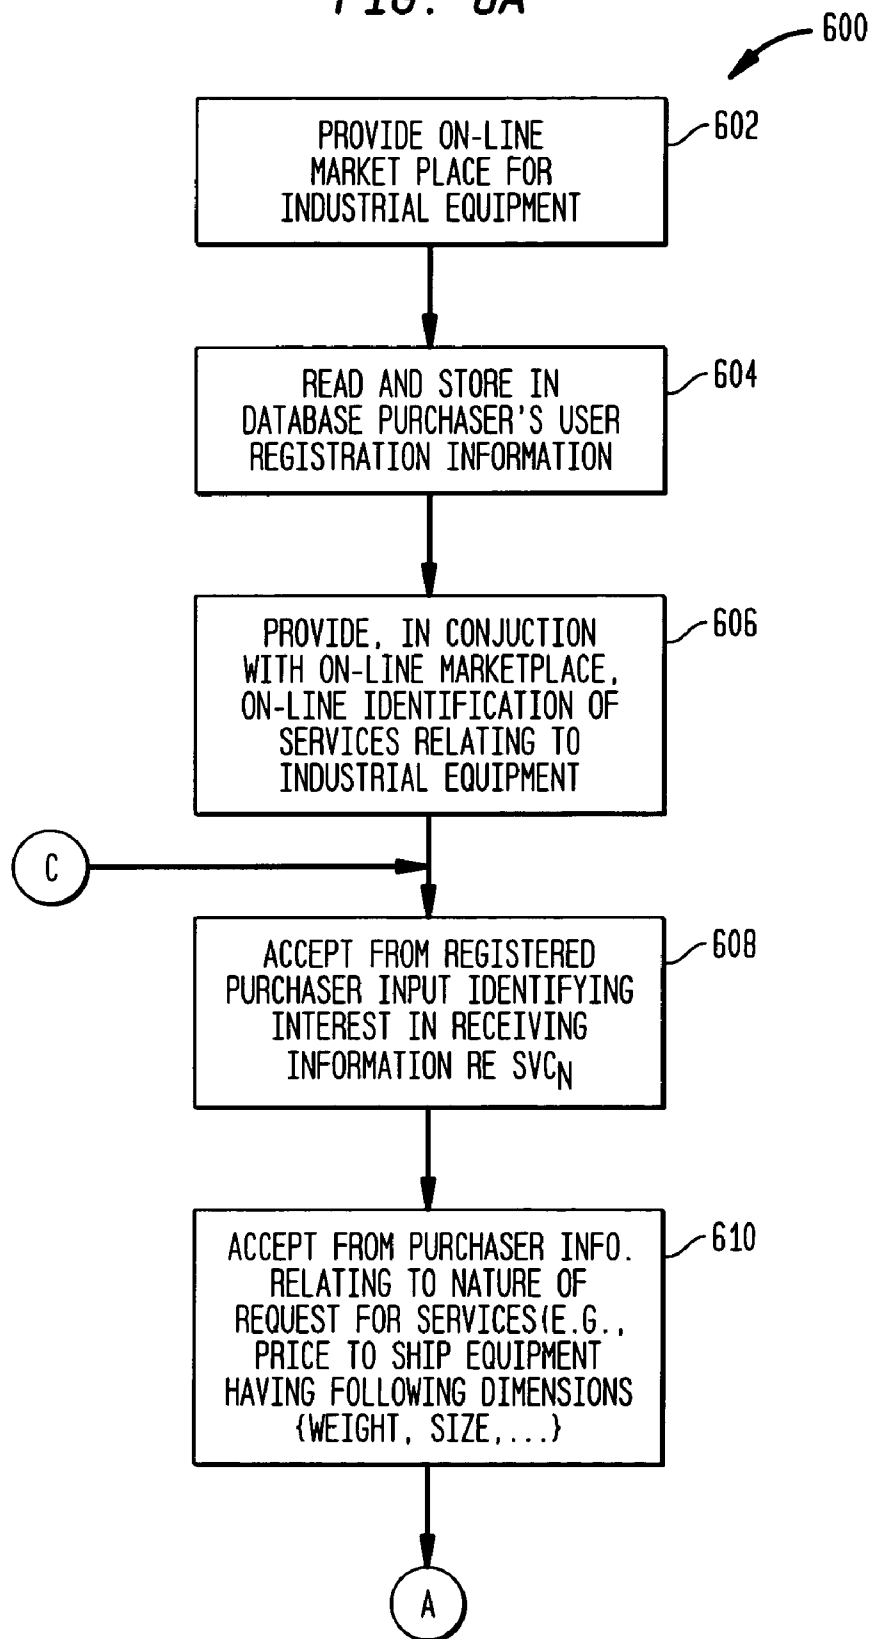 FIG. 6A
600
PROVIDE ON-LINE
MARKET PLACE FOR
INDUSTRIAL EQUIPMENT
602
READ AND STORE IN
DATABASE PURCHASER'S USER
REGISTRATION INFORMATION
604
PROVIDE, IN CONJUCTION
WITH ON-LINE MARKETPLACE,
ON-LINE IDENTIFICATION OF
SERVICES RELATING TO
INDUSTRIAL EQUIPMENT
606
C
ACCEPT FROM REGISTERED
PURCHASER INPUT IDENTIFYING
INTEREST IN RECEIVING
INFORMATION RE SVCN
608
ACCEPT FROM PURCHASER INFO.
RELATING TO NATURE OF
REQUEST FOR SERVICES(E.G.,
PRICE TO SHIP EQUIPMENT
HAVING FOLLOWING DIMENSIONS
{WEIGHT, SIZE,...}
610
A